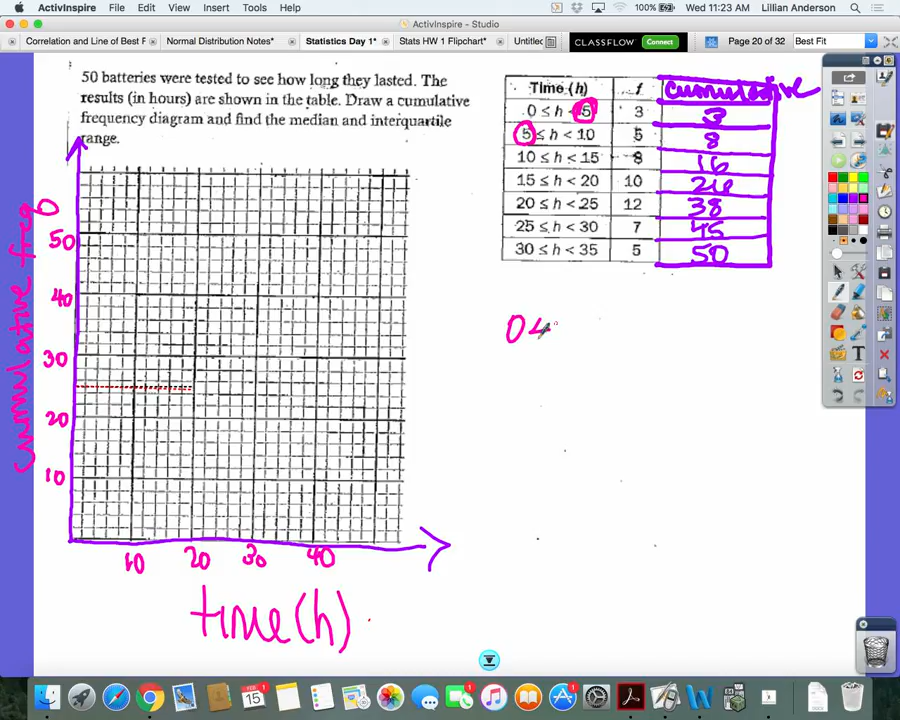 ActivInspire File Edit View Insert Tools Help 100% Wed 11:23 AM Lillian Anderson
ActivInspire - Studio
Correlation and Line of Best F Normal Distribution Notes* Statistics Day 1* Stats HW 1 Flipchart* Untitled CLASSFLOW Connect Page 20 of 32 Best Fit
50 batteries were tested to see how long they lasted. The
results (in hours) are shown in the table. Draw a cumulative
frequency diagram and find the median and interquartile
range.
Time (h) f cumulative
0 ≤ h < 5 3 3
5 ≤ h < 10 5 8
10 ≤ h < 15 8 16
15 ≤ h < 20 10 26
20 ≤ h < 25 12 38
25 ≤ h < 30 7 45
30 ≤ h < 35 5 50
cumulative freq
50
40
30
20
10
10 20 30 40
time(h)
0
FEB
15